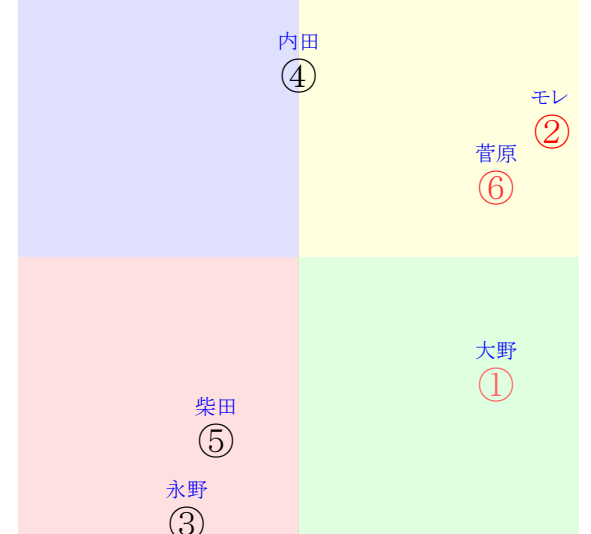 内田
④
モレ
②
菅原
⑥
大野
①
柴田
⑤
永野
③